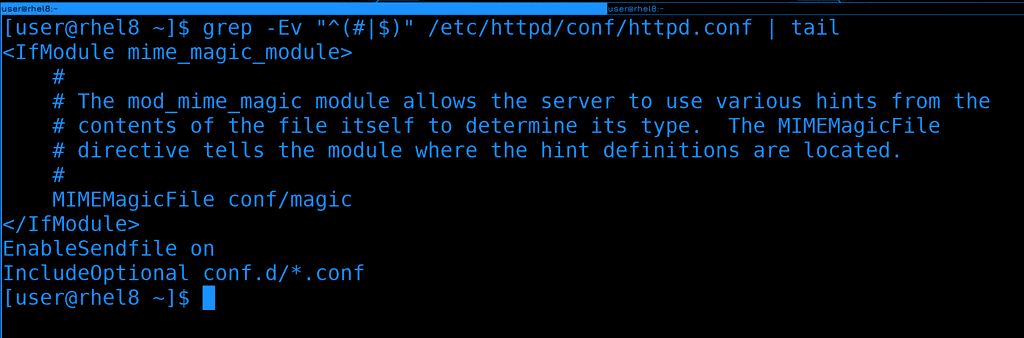 user@rhel8:~ user@rhel8:~
[user@rhel8 ~]$ grep -Ev "^(#|$)" /etc/httpd/conf/httpd.conf | tail
<IfModule mime_magic_module>
    #
    # The mod_mime_magic module allows the server to use various hints from the
    # contents of the file itself to determine its type.  The MIMEMagicFile
    # directive tells the module where the hint definitions are located.
    #
    MIMEMagicFile conf/magic
</IfModule>
EnableSendfile on
IncludeOptional conf.d/*.conf
[user@rhel8 ~]$